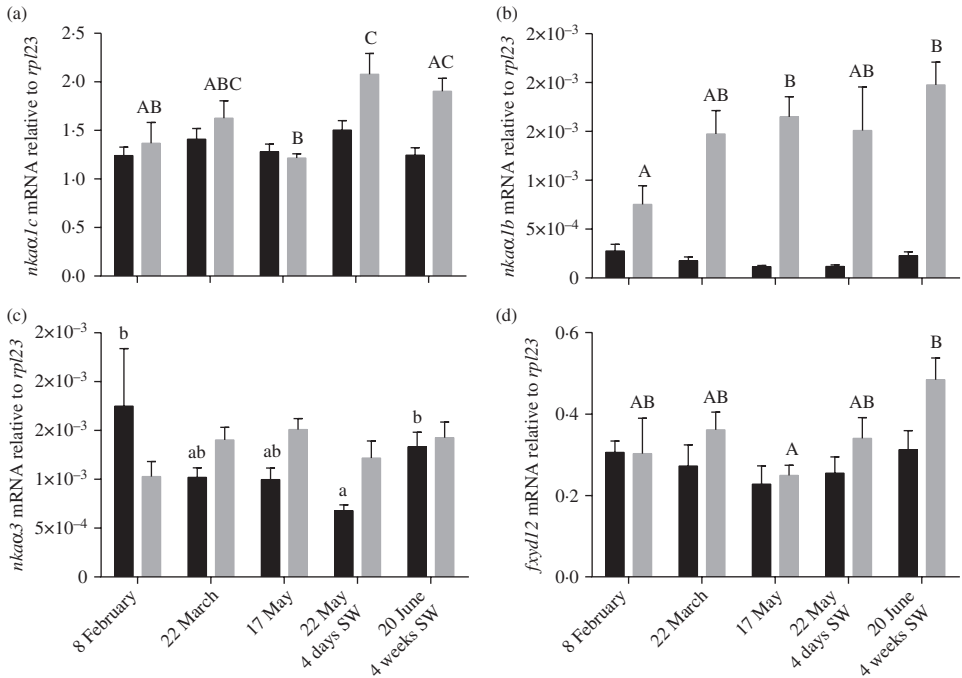 (a)
nkaα1c mRNA relative to rpl23
2·5
2·0
1·5
1·0
0·5
0·0
AB
ABC
B
C
AC
(b)
nkaα1b mRNA relative to rpl23
2×10⁻³
2×10⁻³
2×10⁻³
1×10⁻³
5×10⁻⁴
0
A
AB
B
AB
B
(c)
nkaα3 mRNA relative to rpl23
2×10⁻³
2×10⁻³
2×10⁻³
1×10⁻³
5×10⁻⁴
0
b
ab
ab
a
b
8 February
22 March
17 May
22 May
4 days SW
20 June
4 weeks SW
(d)
fxyd12 mRNA relative to rpl23
0·6
0·4
0·2
0·0
AB
AB
A
AB
B
8 February
22 March
17 May
22 May
4 days SW
20 June
4 weeks SW